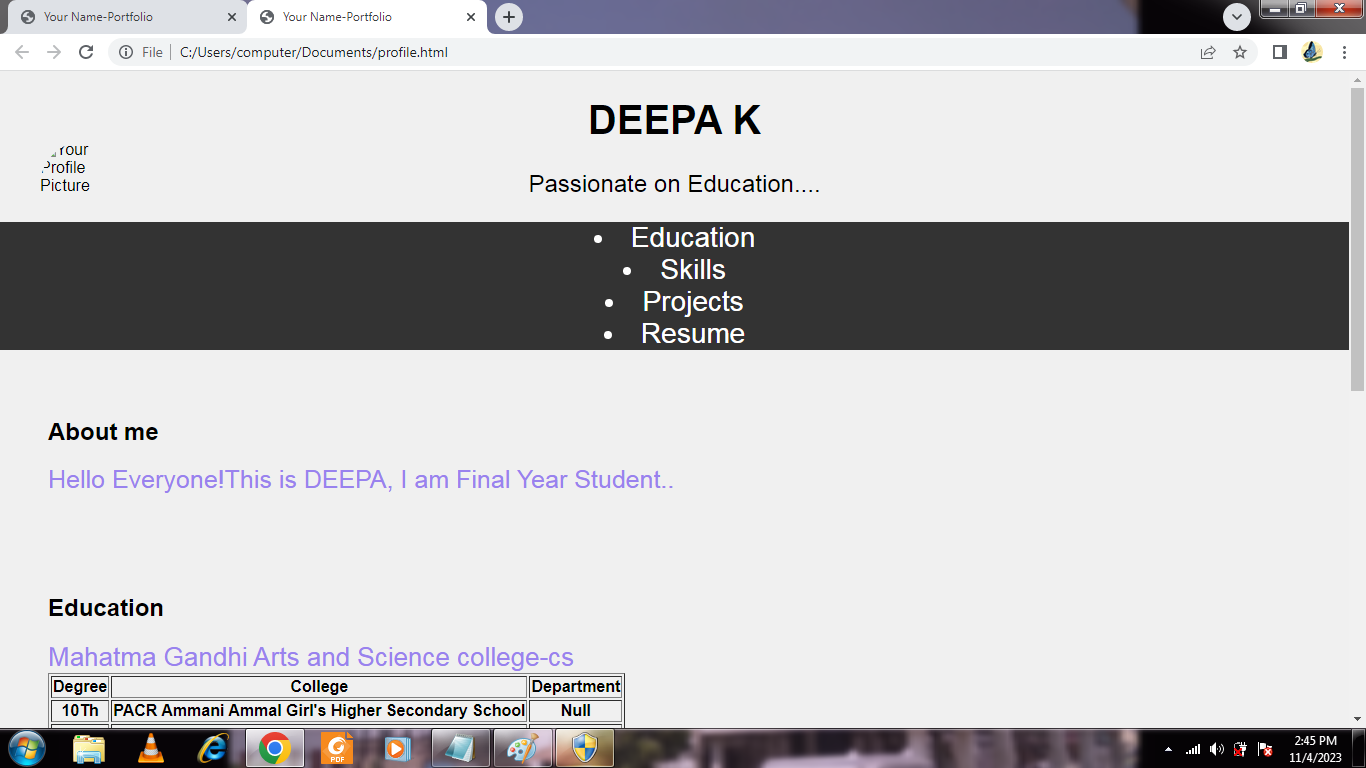 Your Name-Portfolio
Your Name-Portfolio
File
C:/Users/computer/Documents/profile.html
DEEPA K
Your
Profile
Picture
Passionate on Education....
Education
Skills
Projects
Resume
About me
Hello Everyone!This is DEEPA, I am Final Year Student..
Education
Mahatma Gandhi Arts and Science college-cs
Degree College Department
10Th PACR Ammani Ammal Girl's Higher Secondary School Null
PDF
2:45 PM
11/4/2023